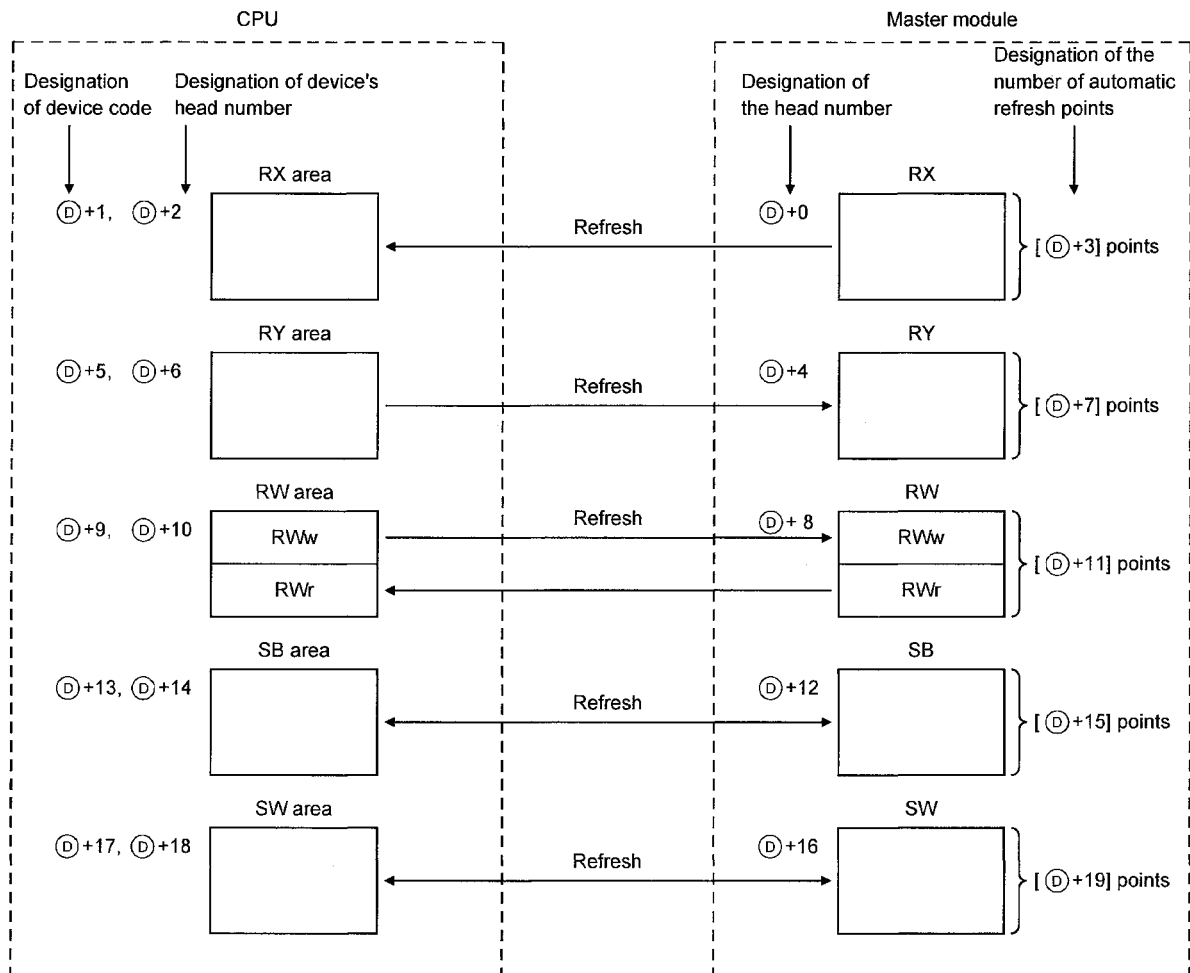 CPU
Master module
Designation
of device code
Designation of device's
head number
Designation of
the head number
Designation of the
number of automatic
refresh points
RX area
RX
Ⓓ+1, Ⓓ+2
Refresh
Ⓓ+0
[Ⓓ+3] points
RY area
RY
Ⓓ+5, Ⓓ+6
Refresh
Ⓓ+4
[Ⓓ+7] points
RW area
RW
Ⓓ+9, Ⓓ+10
RWw
Refresh
Ⓓ+ 8
RWw
[Ⓓ+11] points
RWr
RWr
SB area
SB
Ⓓ+13, Ⓓ+14
Refresh
Ⓓ+12
[Ⓓ+15] points
SW area
SW
Ⓓ+17, Ⓓ+18
Refresh
Ⓓ+16
[Ⓓ+19] points